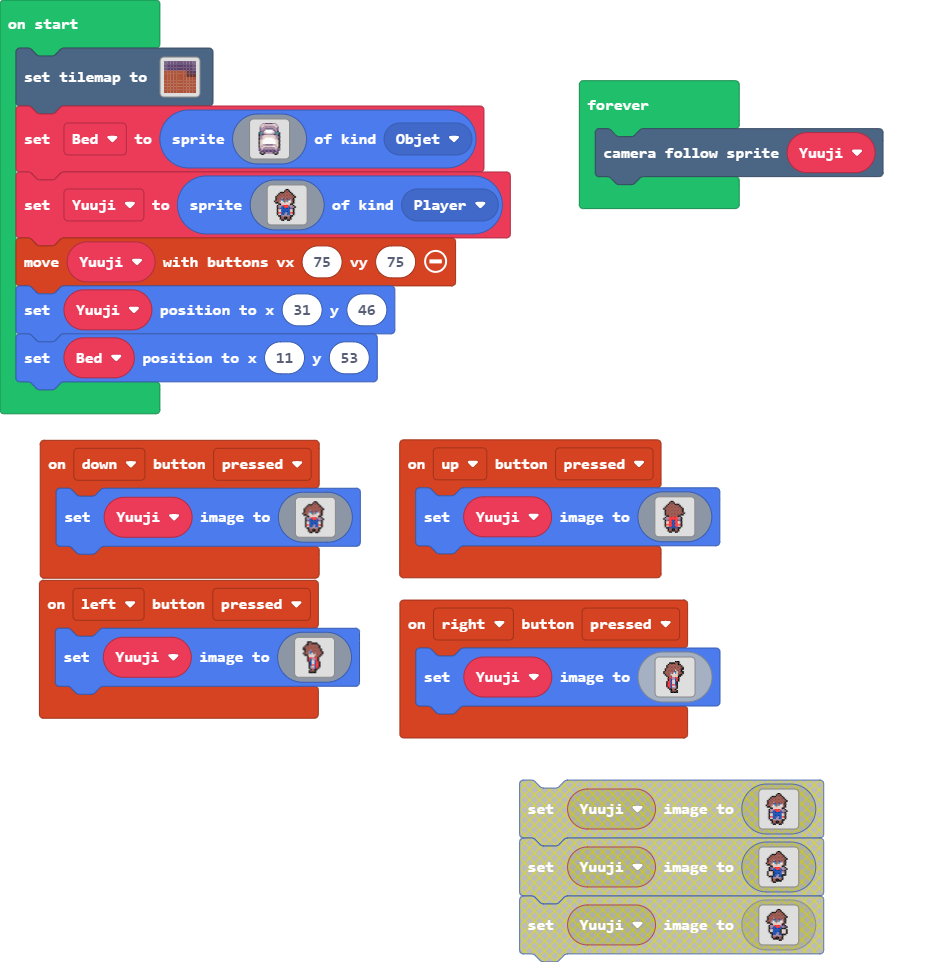 on start
set tilemap to
set Bed to sprite of kind Objet
set Yuuji to sprite of kind Player
move Yuuji with buttons vx 75 vy 75
set Yuuji position to x 31 y 46
set Bed position to x 11 y 53
forever
camera follow sprite Yuuji
on down button pressed
set Yuuji image to
on up button pressed
set Yuuji image to
on left button pressed
set Yuuji image to
on right button pressed
set Yuuji image to
set Yuuji image to
set Yuuji image to
set Yuuji image to